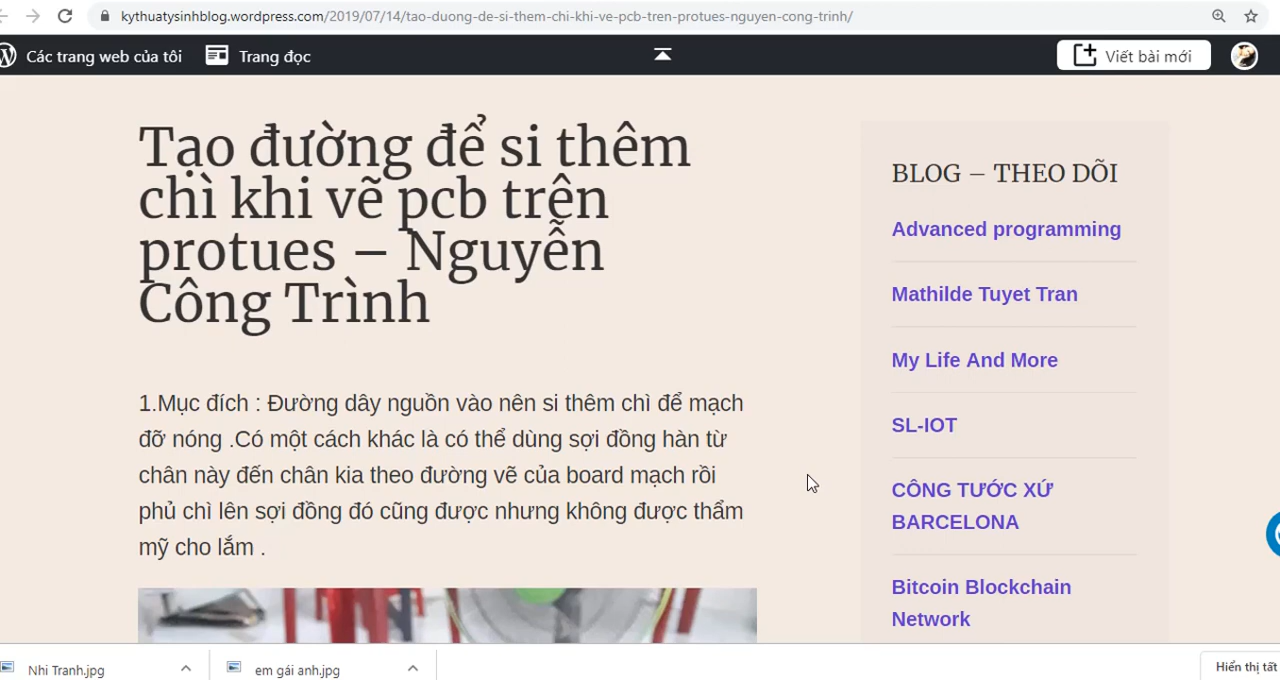 kythuatysinhblog.wordpress.com/2019/07/14/tao-duong-de-si-them-chi-khi-ve-pcb-tren-protues-nguyen-cong-trinh/
Các trang web của tôi
Trang đọc
Viết bài mới
Tạo đường để si thêm
chì khi vẽ pcb trên
protues – Nguyễn
Công Trình
1.Mục đích : Đường dây nguồn vào nên si thêm chì để mạch
đỡ nóng .Có một cách khác là có thể dùng sợi đồng hàn từ
chân này đến chân kia theo đường vẽ của board mạch rồi
phủ chì lên sợi đồng đó cũng được nhưng không được thẩm
mỹ cho lắm .
BLOG – THEO DÕI
Advanced programming
Mathilde Tuyet Tran
My Life And More
SL-IOT
CÔNG TƯỚC XỨ
BARCELONA
Bitcoin Blockchain
Network
Nhi Tranh.jpg
em gái anh.jpg
Hiển thị tất